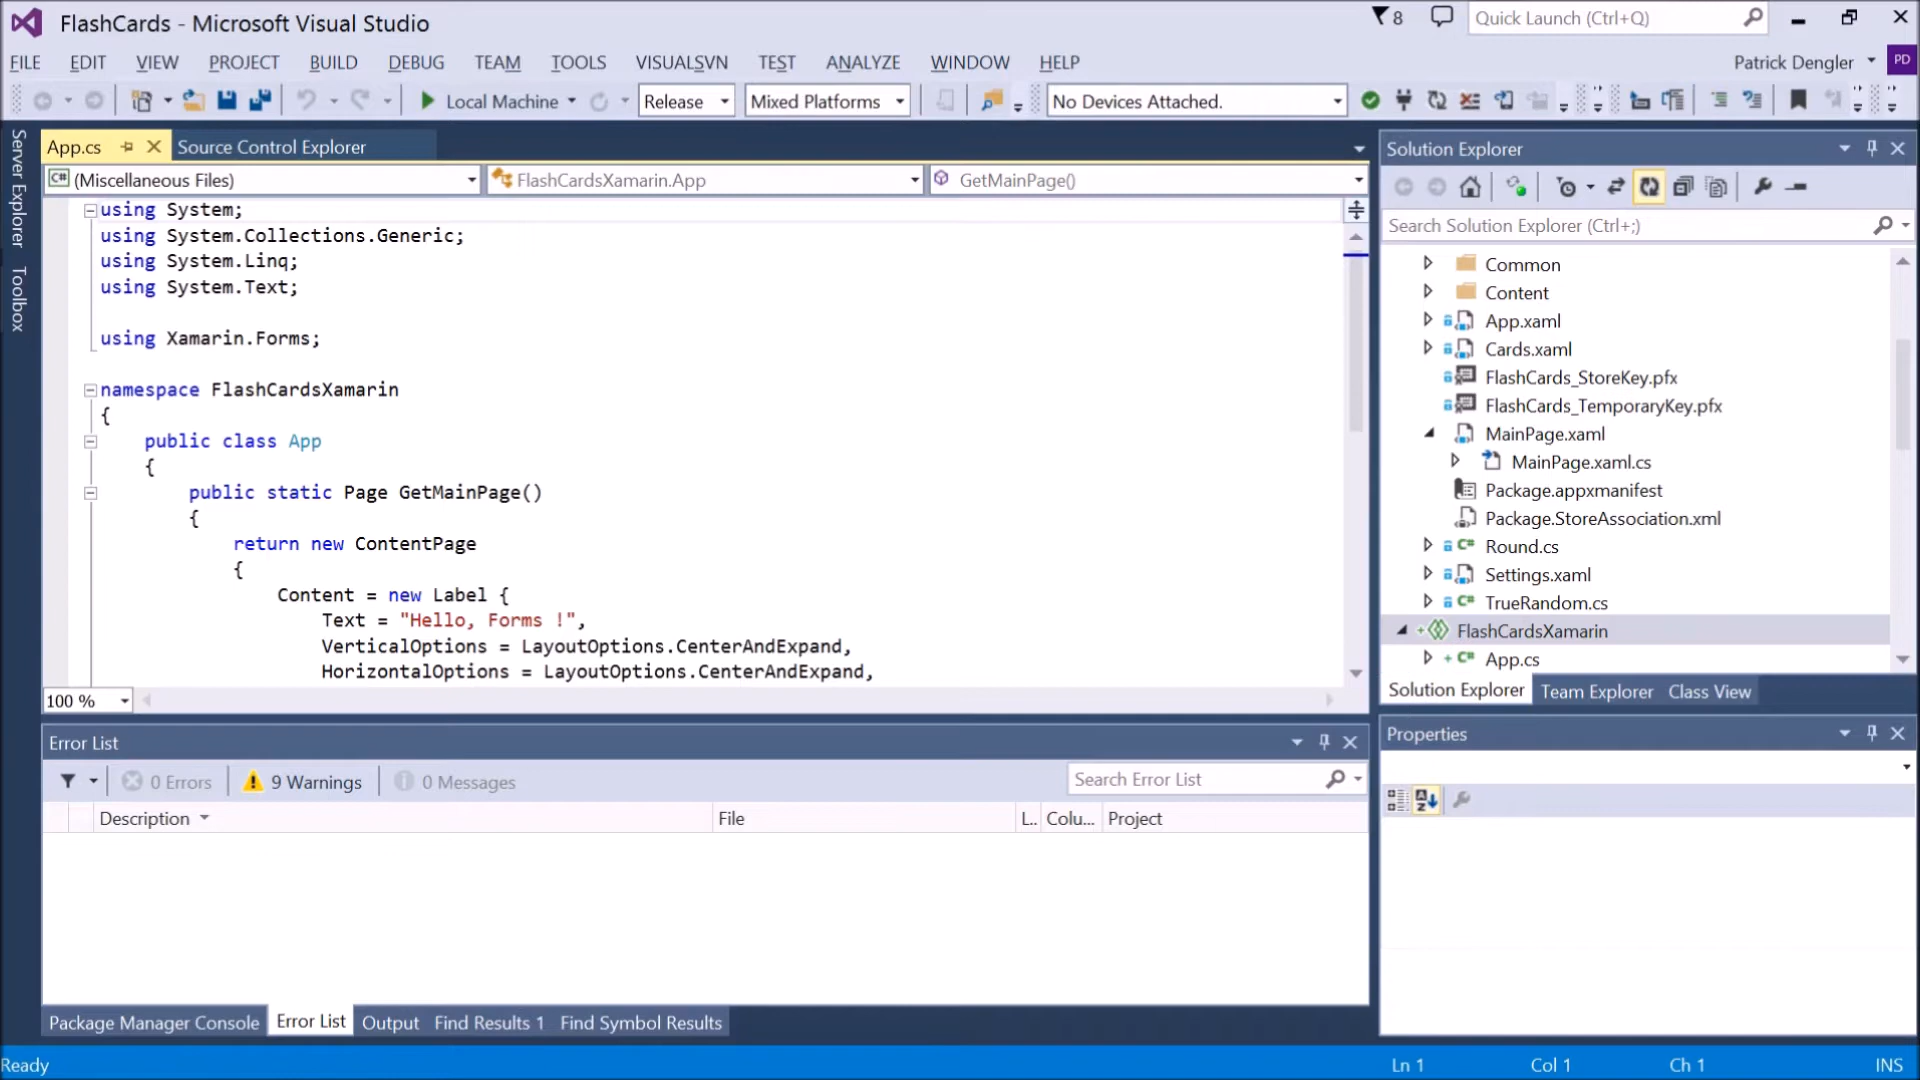 FlashCards - Microsoft Visual Studio
8
Quick Launch (Ctrl+Q)
FILE EDIT VIEW PROJECT BUILD DEBUG TEAM TOOLS VISUALSVN TEST ANALYZE WINDOW HELP
Patrick Dengler PD
Local Machine Release Mixed Platforms No Devices Attached.
Server Explorer
Toolbox
App.cs Source Control Explorer
C# (Miscellaneous Files) FlashCardsXamarin.App GetMainPage()
using System;
using System.Collections.Generic;
using System.Linq;
using System.Text;
using Xamarin.Forms;
namespace FlashCardsXamarin
{
public class App
{
public static Page GetMainPage()
{
return new ContentPage
{
Content = new Label {
Text = "Hello, Forms !",
VerticalOptions = LayoutOptions.CenterAndExpand,
HorizontalOptions = LayoutOptions.CenterAndExpand,
100 %
Error List
0 Errors 9 Warnings 0 Messages
Search Error List
Description File L.. Colu... Project
Package Manager Console Error List Output Find Results 1 Find Symbol Results
Solution Explorer
Search Solution Explorer (Ctrl+;)
Common
Content
App.xaml
Cards.xaml
FlashCards_StoreKey.pfx
FlashCards_TemporaryKey.pfx
MainPage.xaml
MainPage.xaml.cs
Package.appxmanifest
Package.StoreAssociation.xml
C# Round.cs
Settings.xaml
C# TrueRandom.cs
FlashCardsXamarin
C# App.cs
Solution Explorer Team Explorer Class View
Properties
Ready Ln 1 Col 1 Ch 1 INS